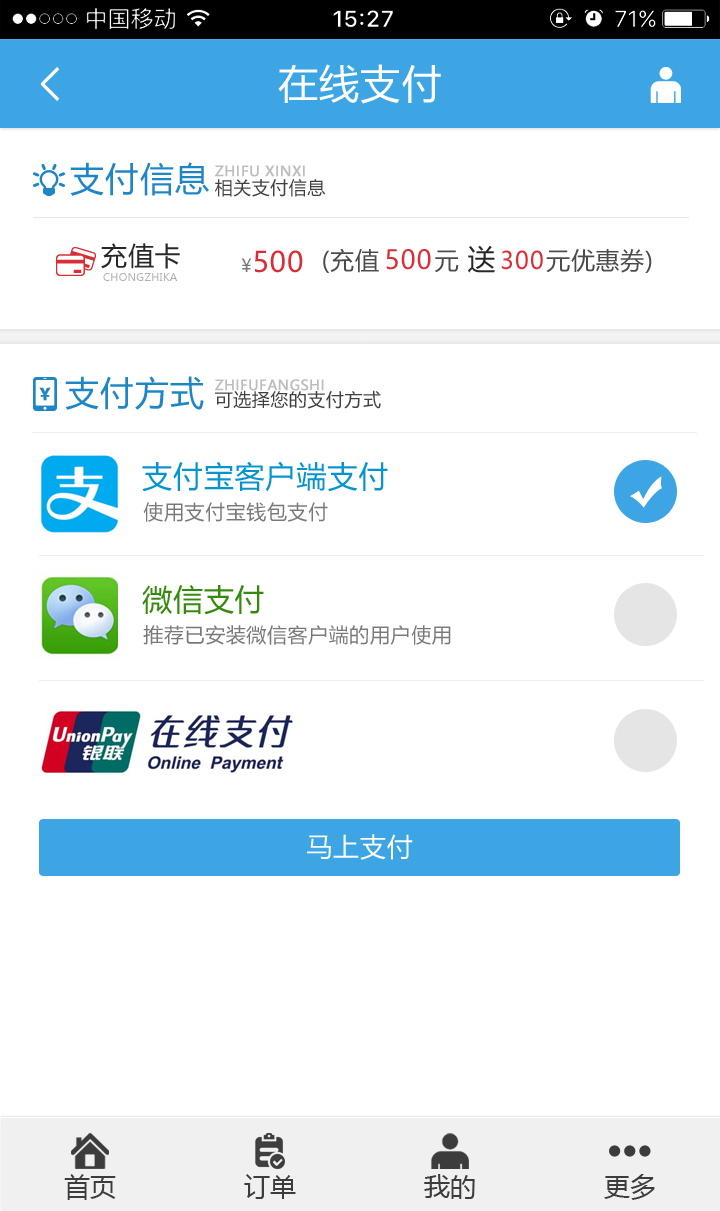 中国移动 15:27 71%
在线支付
支付信息 ZHIFU XINXI
相关支付信息
充值卡 ¥500 (充值500元 送300元优惠券)
CHONGZHIKA
支付方式 ZHIFUFANGSHI
可选择您的支付方式
支 支付宝客户端支付
使用支付宝钱包支付
微信支付
推荐已安装微信客户端的用户使用
UnionPay 在线支付
银联 Online Payment
马上支付
首页 订单 我的 更多